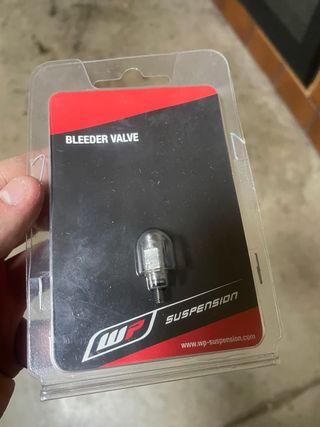 BLEEDER VALVE
WP SUSPENSION
www.wp-suspension.com